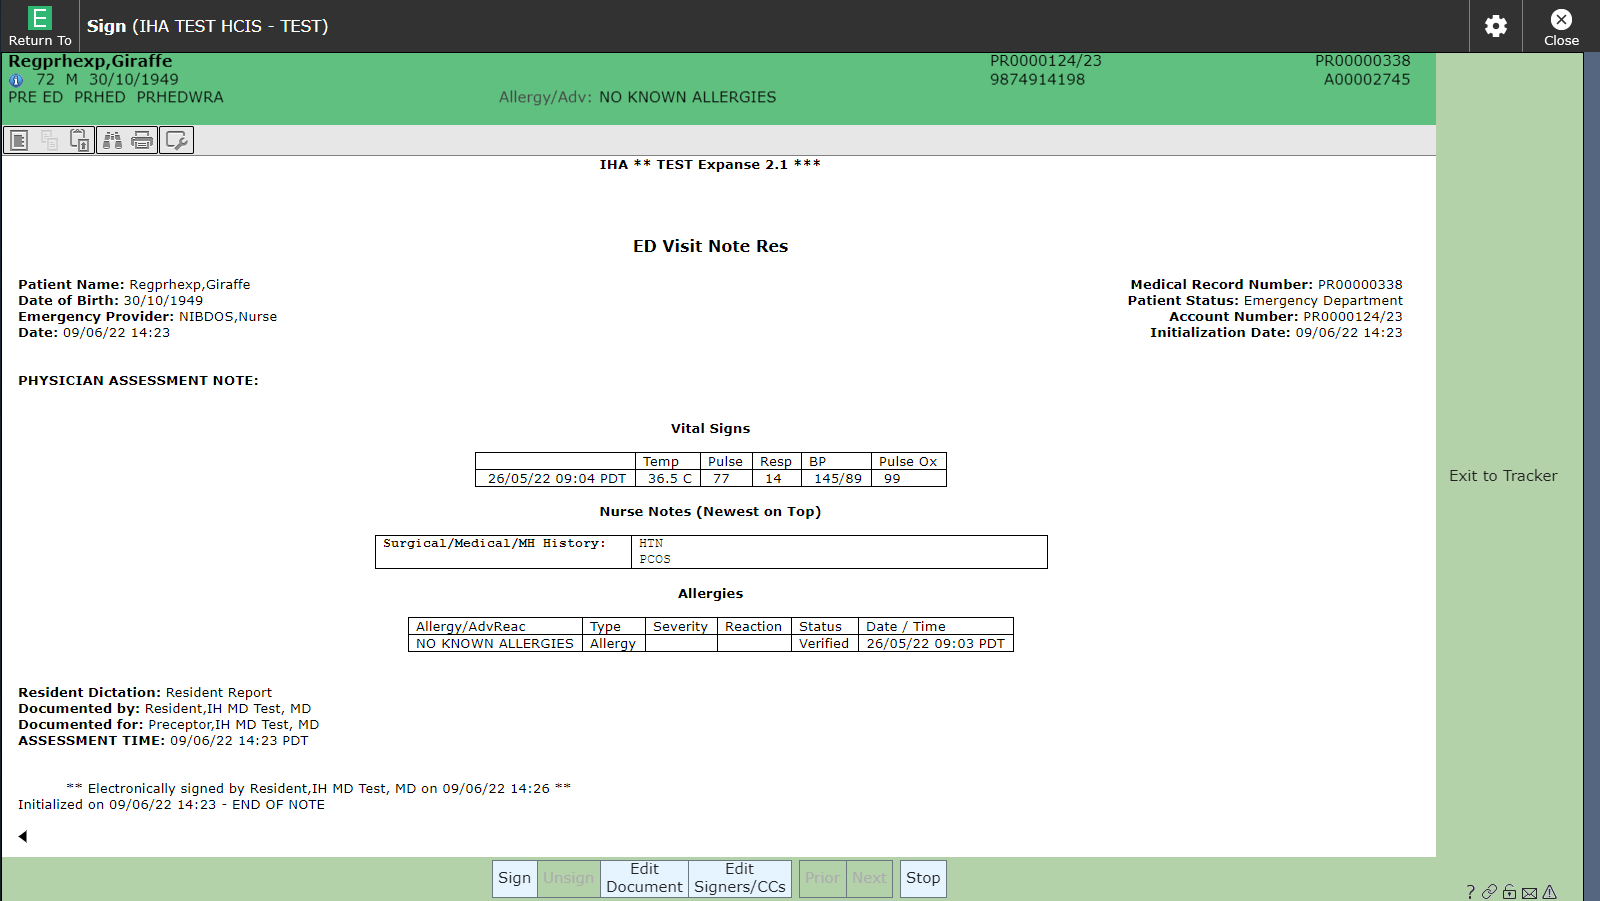 E
Return To
Sign (IHA TEST HCIS - TEST)
Close
Regprhexp,Giraffe
PR0000124/23
PR00000338
72 M 30/10/1949
9874914198
A00002745
PRE ED PRHED PRHEDWRA
Allergy/Adv: NO KNOWN ALLERGIES
IHA ** TEST Expanse 2.1 ***
ED Visit Note Res
Patient Name: Regprhexp,Giraffe
Medical Record Number: PR00000338
Date of Birth: 30/10/1949
Patient Status: Emergency Department
Emergency Provider: NIBDOS,Nurse
Account Number: PR0000124/23
Date: 09/06/22 14:23
Initialization Date: 09/06/22 14:23
PHYSICIAN ASSESSMENT NOTE:
Vital Signs
Temp Pulse Resp BP Pulse Ox
26/05/22 09:04 PDT 36.5 C 77 14 145/89 99
Exit to Tracker
Nurse Notes (Newest on Top)
Surgical/Medical/MH History: HTN
PCOS
Allergies
Allergy/AdvReac Type Severity Reaction Status Date / Time
NO KNOWN ALLERGIES Allergy Verified 26/05/22 09:03 PDT
Resident Dictation: Resident Report
Documented by: Resident,IH MD Test, MD
Documented for: Preceptor,IH MD Test, MD
ASSESSMENT TIME: 09/06/22 14:23 PDT
** Electronically signed by Resident,IH MD Test, MD on 09/06/22 14:26 **
Initialized on 09/06/22 14:23 - END OF NOTE
Sign
Unsign
Edit
Document
Edit
Signers/CCs
Prior
Next
Stop
?